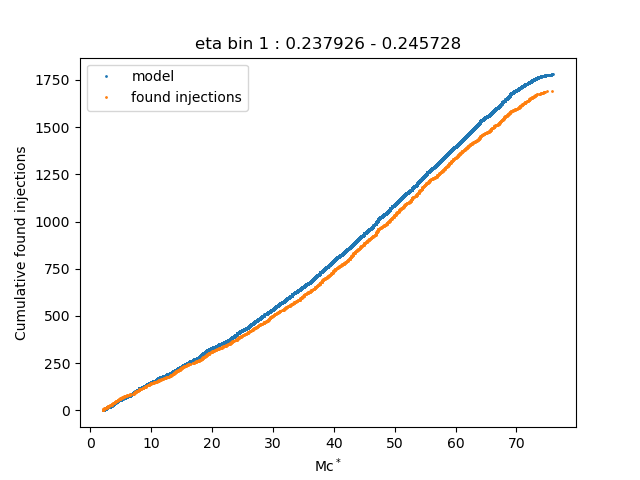 eta bin 1 : 0.237926 - 0.245728
model
found injections
Cumulative found injections
1750
1500
1250
1000
750
500
250
0
0 10 20 30 40 50 60 70
Mc*